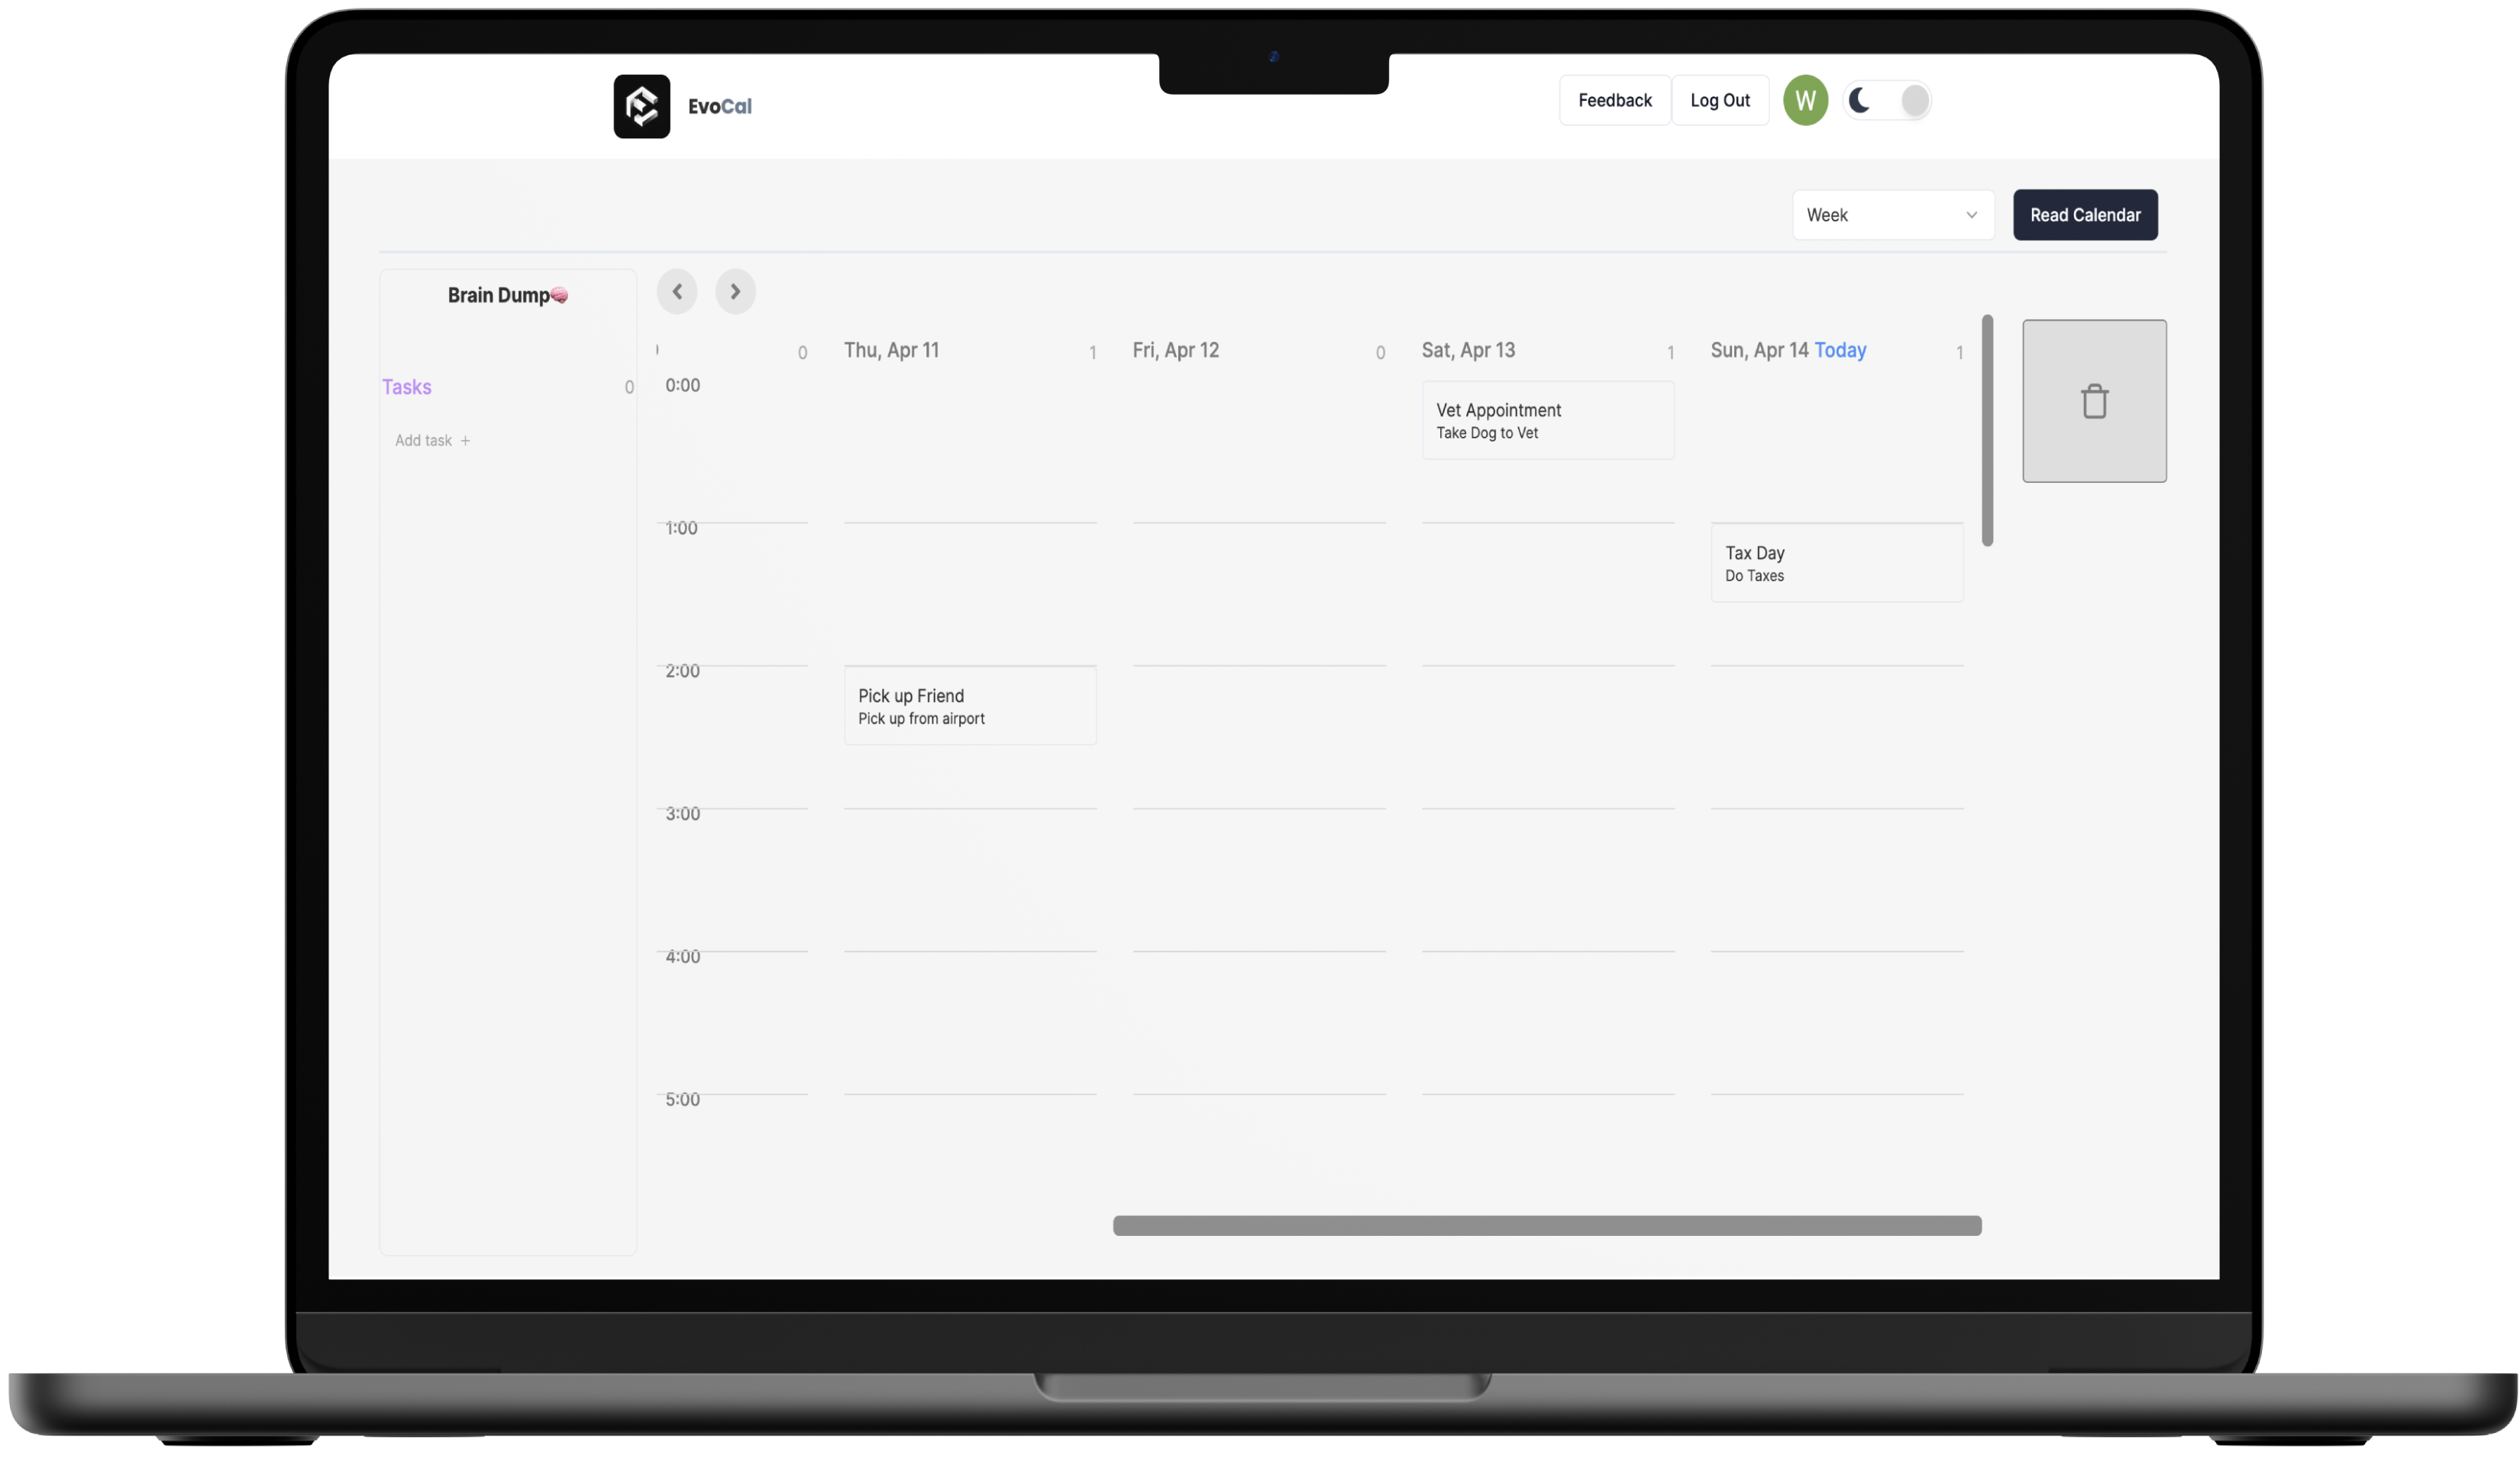 EvoCal
Feedback
Log Out
W
Week
Read Calendar
Brain Dump🧠
Tasks
0
Add task +
0
Thu, Apr 11
1
Fri, Apr 12
0
Sat, Apr 13
1
Sun, Apr 14 Today
1
0:00
Vet Appointment
Take Dog to Vet
1:00
Tax Day
Do Taxes
2:00
Pick up Friend
Pick up from airport
3:00
4:00
5:00